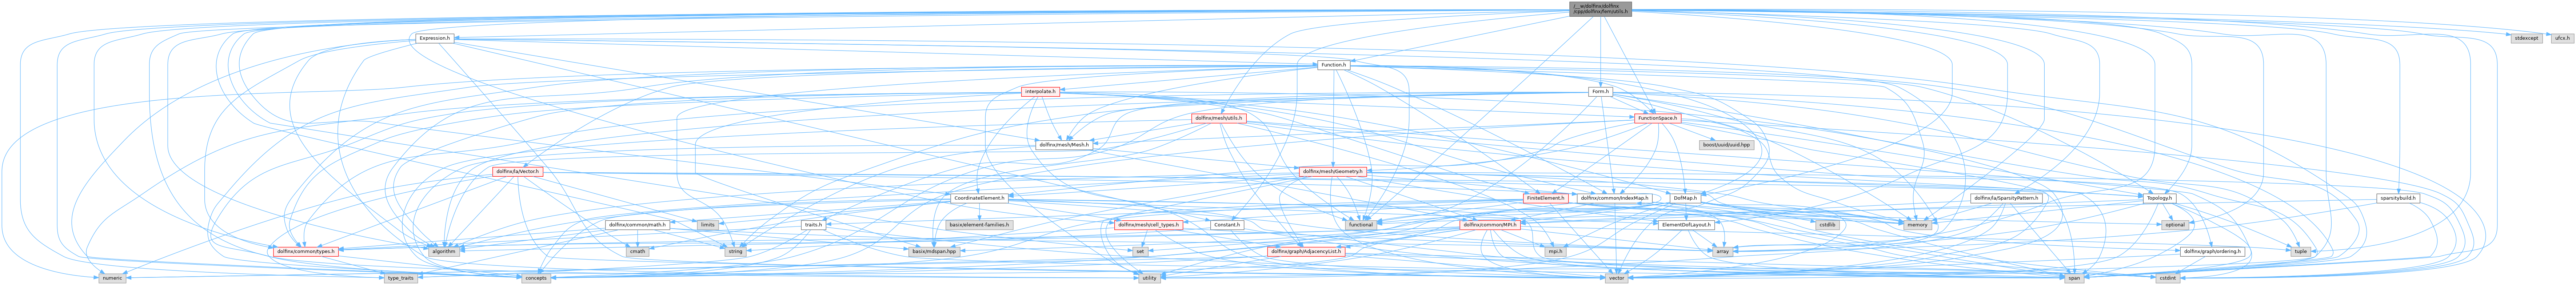 /__w/dolfinx/dolfinx
/cpp/dolfinx/fem/utils.h
Expression.h
stdexcept
ufcx.h
Function.h
interpolate.h
Form.h
dolfinx/mesh/utils.h
FunctionSpace.h
dolfinx/mesh/Mesh.h
boost/uuid/uuid.hpp
dolfinx/la/Vector.h
dolfinx/mesh/Geometry.h
CoordinateElement.h
FiniteElement.h
dolfinx/common/IndexMap.h
DofMap.h
dolfinx/la/SparsityPattern.h
Topology.h
sparsitybuild.h
dolfinx/common/math.h
limits
traits.h
basix/element-families.h
dolfinx/mesh/cell_types.h
Constant.h
functional
dolfinx/common/MPI.h
cstdlib
ElementDofLayout.h
memory
optional
dolfinx/common/types.h
algorithm
cmath
string
basix/mdspan.hpp
set
dolfinx/graph/AdjacencyList.h
mpi.h
array
dolfinx/graph/ordering.h
tuple
numeric
type_traits
concepts
utility
vector
span
cstdint